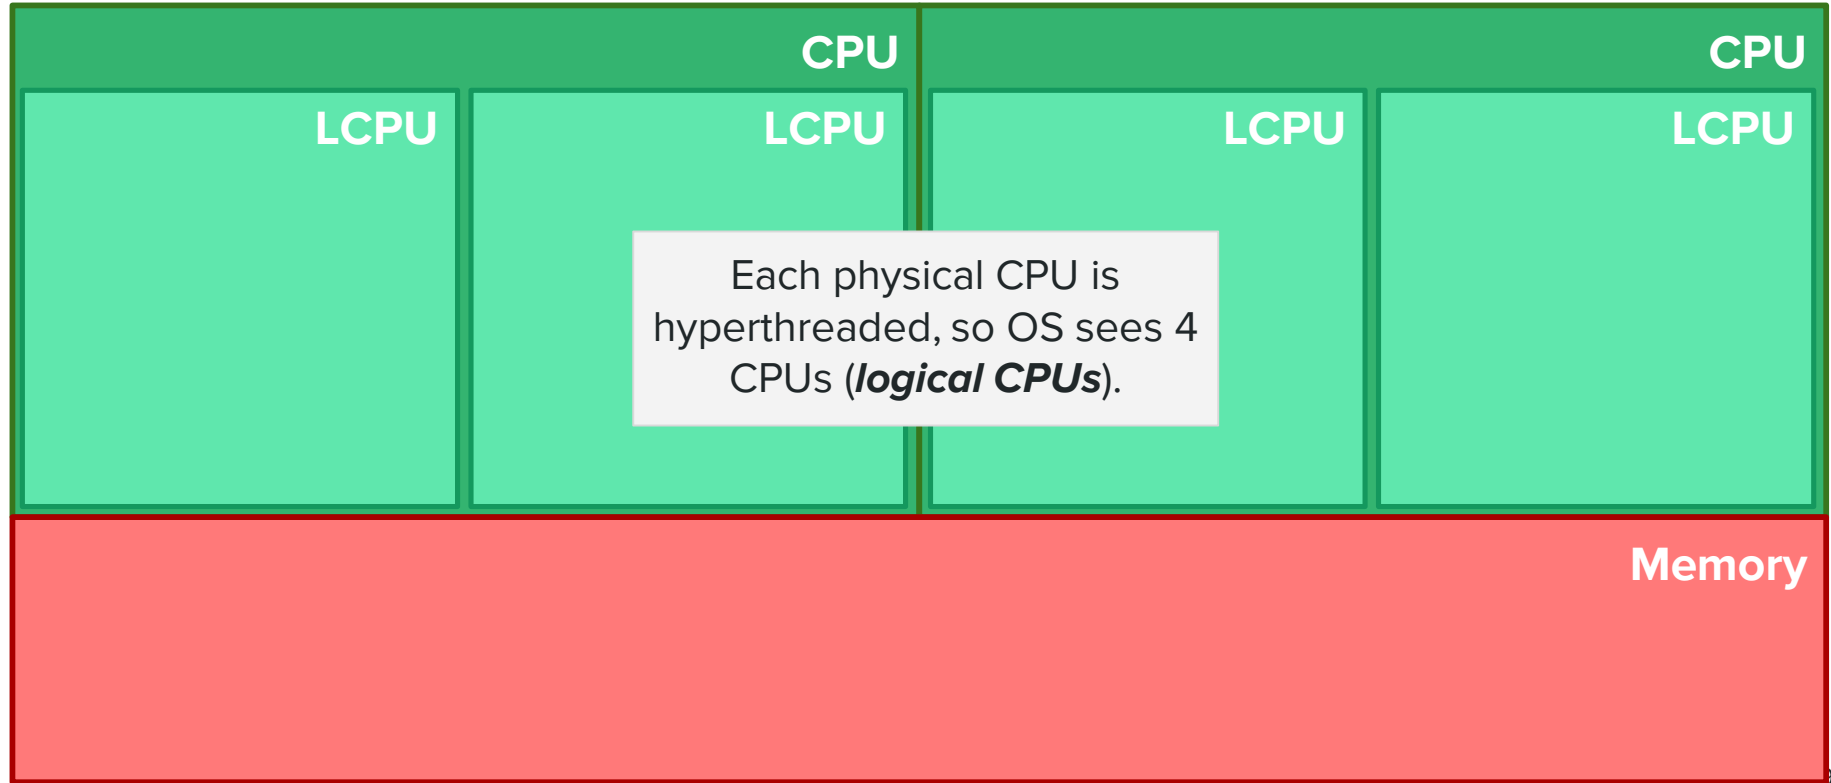 CPU
CPU
LCPU
LCPU
LCPU
LCPU
Each physical CPU is
hyperthreaded, so OS sees 4
CPUs (logical CPUs).
Memory